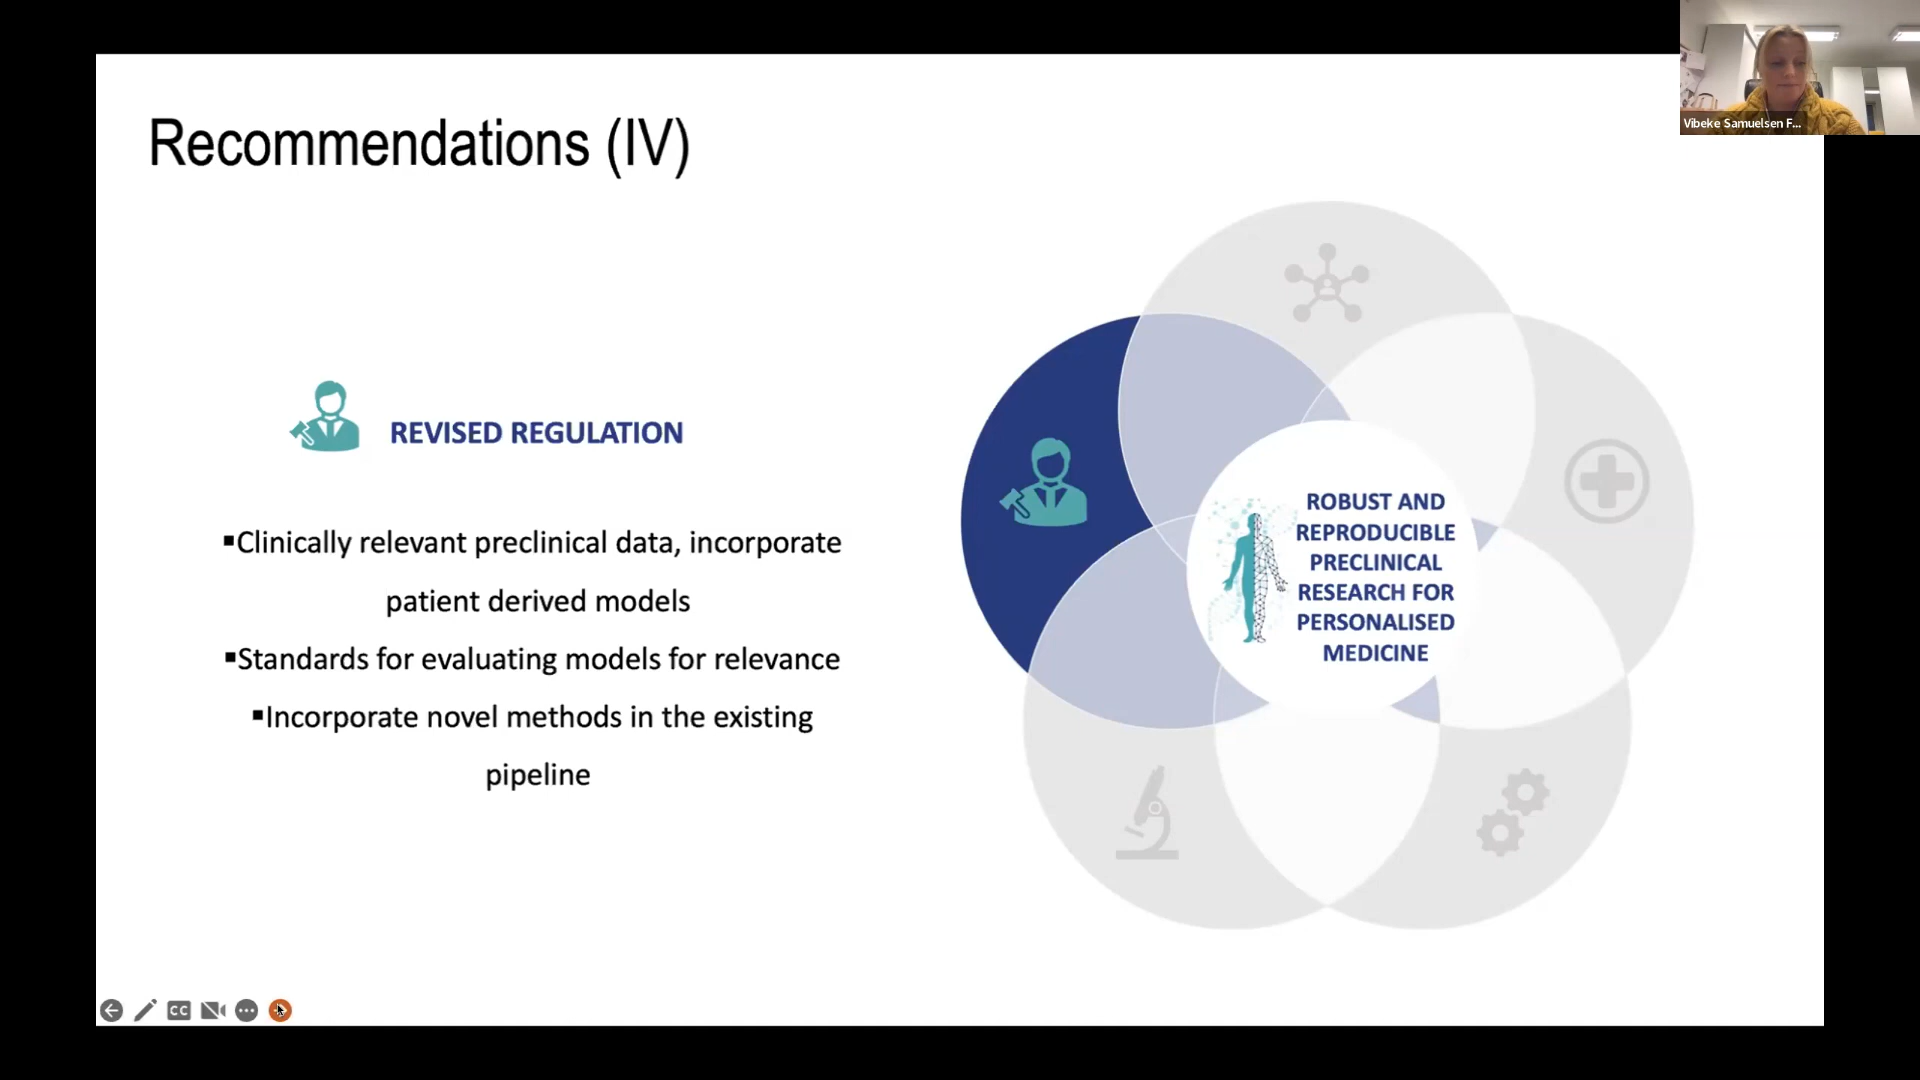 Recommendations (IV)
Vibeke Samuelsen F...
REVISED REGULATION
▪Clinically relevant preclinical data, incorporate
patient derived models
▪Standards for evaluating models for relevance
▪Incorporate novel methods in the existing
pipeline
ROBUST AND
REPRODUCIBLE
PRECLINICAL
RESEARCH FOR
PERSONALISED
MEDICINE
CC